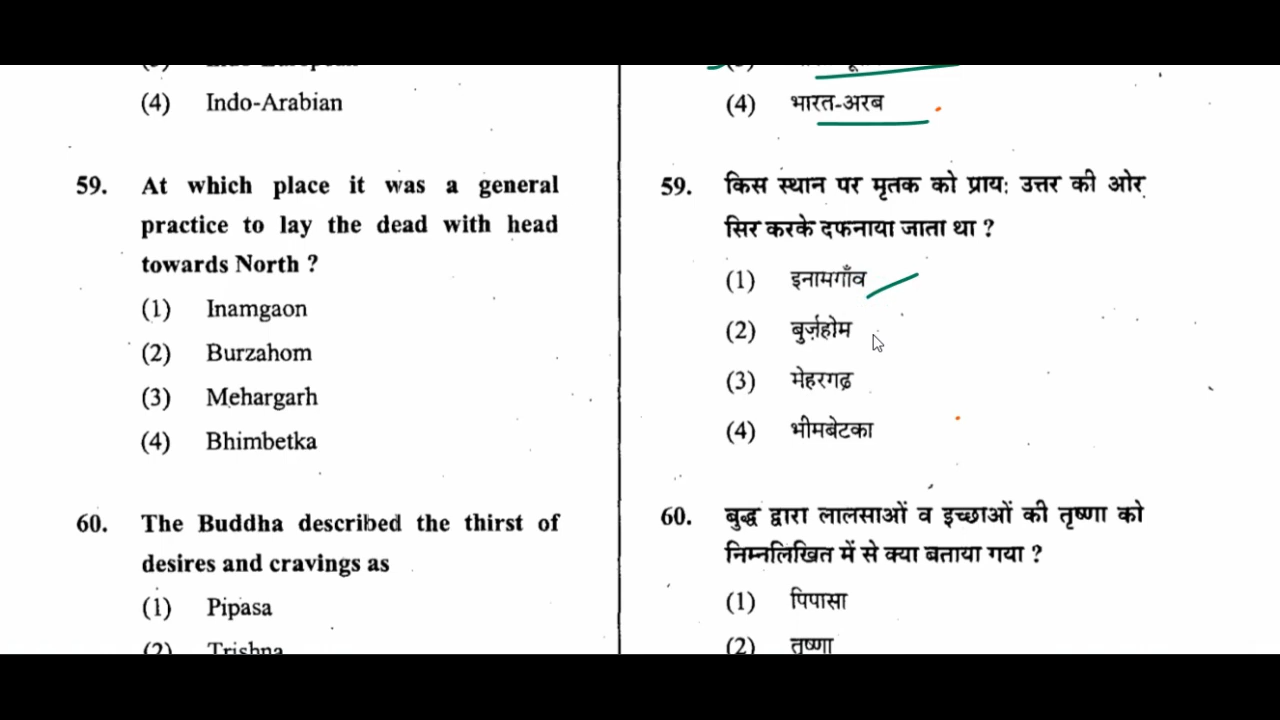 (4) Indo-Arabian
59. At which place it was a general
practice to lay the dead with head
towards North ?
(1) Inamgaon
(2) Burzahom
(3) Mehargarh
(4) Bhimbetka
60. The Buddha described the thirst of
desires and cravings as
(1) Pipasa
(2) Trishna
(4) भारत-अरब
59. किस स्थान पर मृतक को प्राय: उत्तर की ओर
सिर करके दफनाया जाता था ?
(1) इनामगाँव
(2) बुर्ज़होम
(3) मेहरगढ़
(4) भीमबेटका
60. बुद्ध द्वारा लालसाओं व इच्छाओं की तृष्णा को
निम्नलिखित में से क्या बताया गया ?
(1) पिपासा
(2) तृष्णा